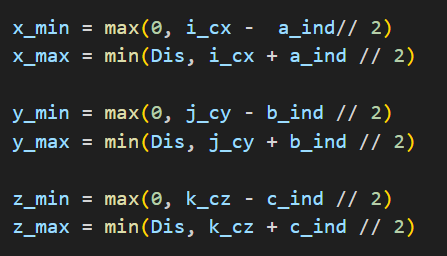 x_min = max(0, i_cx -  a_ind// 2)
x_max = min(Dis, i_cx + a_ind // 2)
y_min = max(0, j_cy - b_ind // 2)
y_max = min(Dis, j_cy + b_ind // 2)
z_min = max(0, k_cz - c_ind // 2)
z_max = min(Dis, k_cz + c_ind // 2)